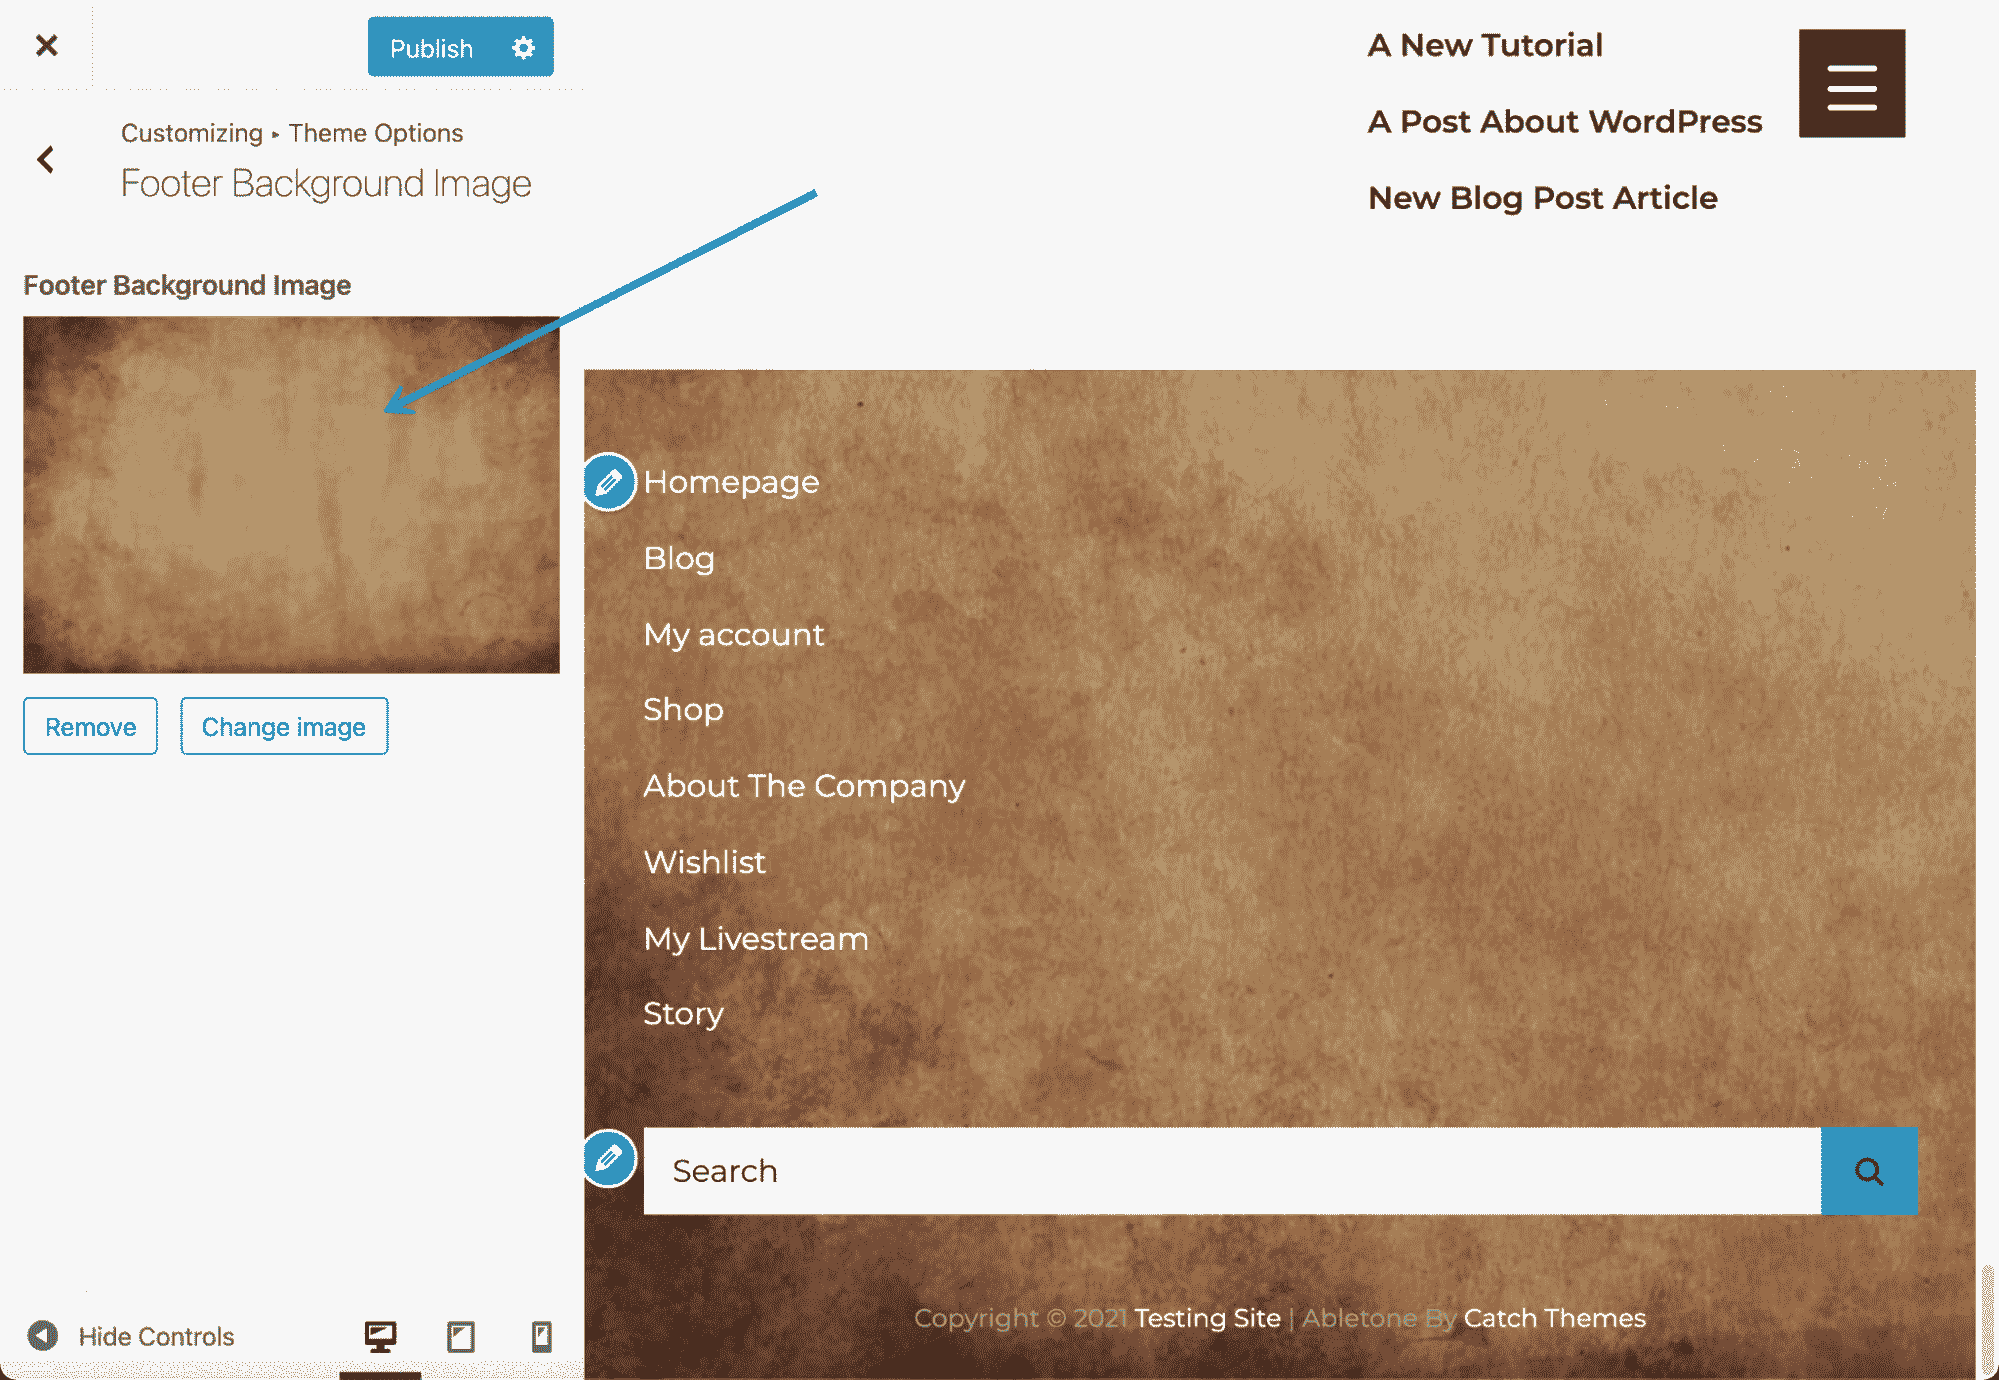 Publish
Customizing ▸ Theme Options
Footer Background Image
Footer Background Image
Remove
Change image
Hide Controls
A New Tutorial
A Post About WordPress
New Blog Post Article
Homepage
Blog
My account
Shop
About The Company
Wishlist
My Livestream
Story
Search
Copyright © 2021 Testing Site | Abletone By Catch Themes